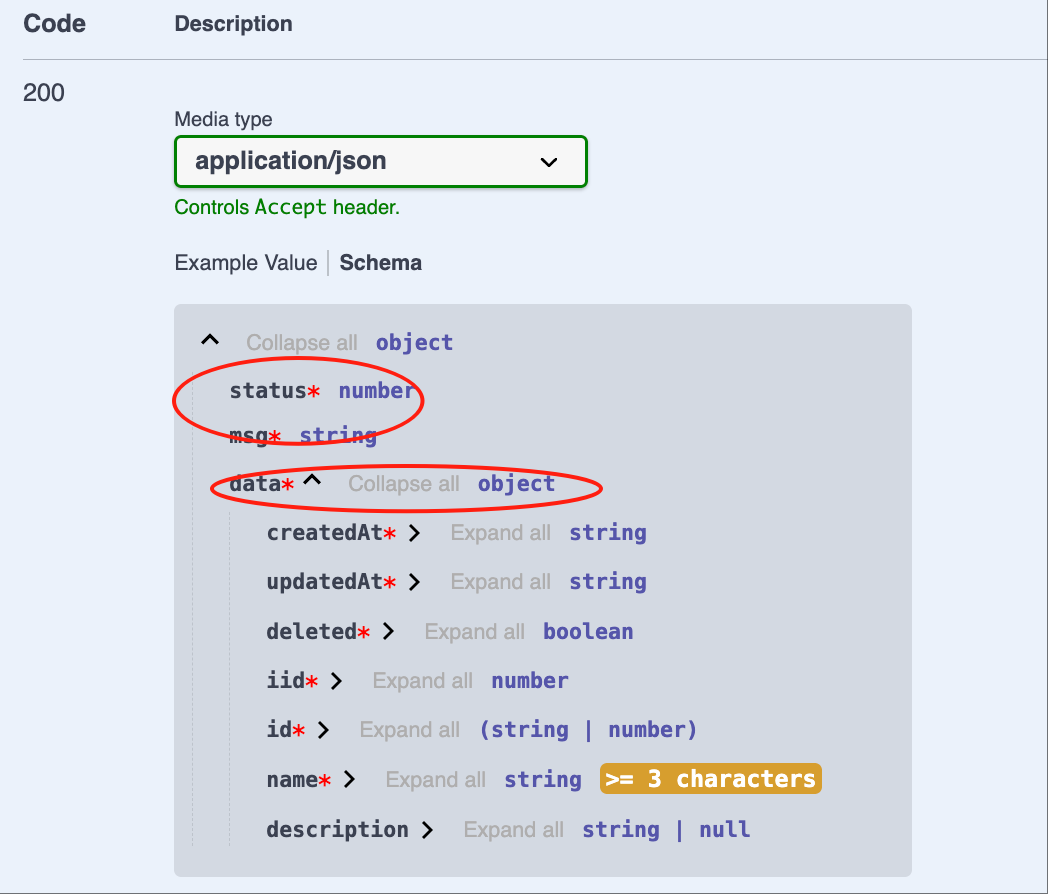 Code Description
200
Media type
application/json
Controls Accept header.
Example Value Schema
Collapse all object
status* number
msg* string
data* Collapse all object
createdAt* Expand all string
updatedAt* Expand all string
deleted* Expand all boolean
iid* Expand all number
id* Expand all (string | number)
name* Expand all string >= 3 characters
description Expand all string | null